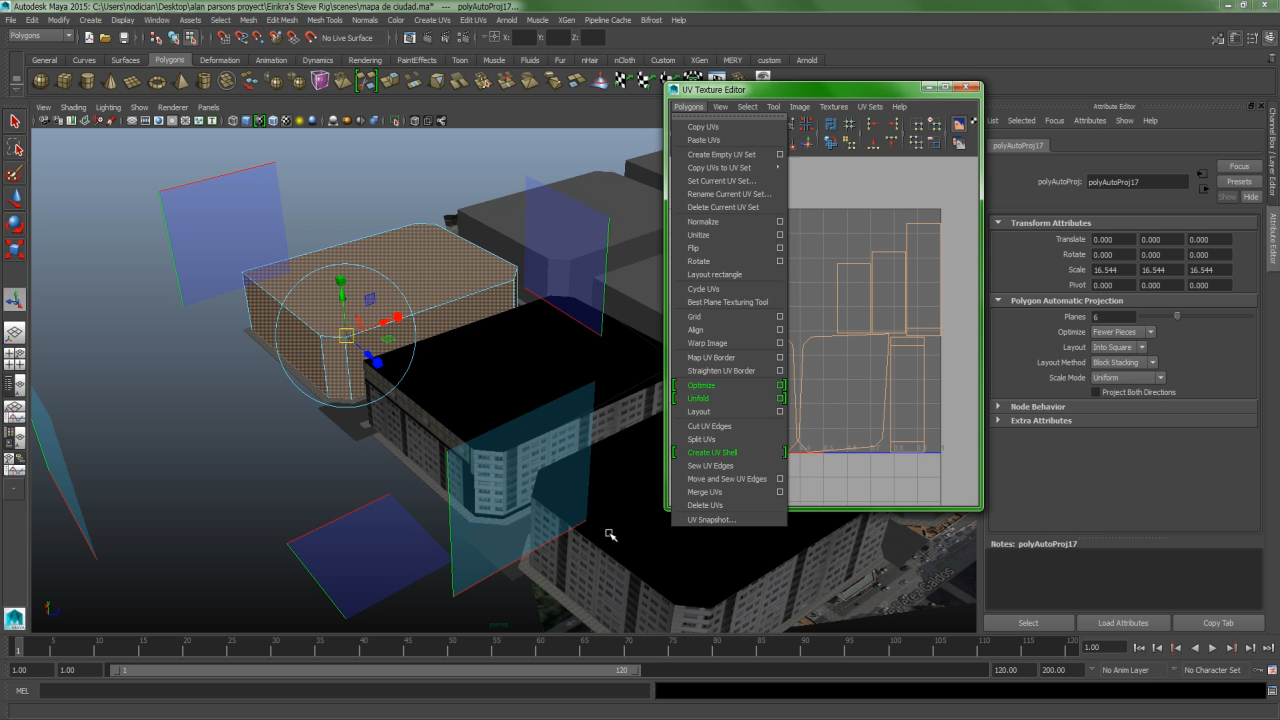 Autodesk Maya 2015: C:\Users\nodician\Desktop\alan parsons proyect\Eirikra's Steve Rig\scenes\mapa de ciudad.ma* --- polyAutoProj17...
File Edit Create Assets Select Mesh Edit Mesh Mesh Tools Normals Color Create UVs Edit UVs Arnold Muscle XGen Pipeline Cache Bifrost Help
Polygons No Live Surface X: Y: Z:
General Curves Surfaces Polygons Deformation Animation Dynamics Rendering PaintEffects Toon Muscle Fluids Fur nHair nCloth Custom XGen MERY custom Arnold
View Shading Lighting Show Renderer Panels
UV Texture Editor
Polygons View Select Tool Image Textures UV Sets Help
Copy UVs
Paste UVs
Create Empty UV Set
Copy UVs to UV Set
Set Current UV Set...
Rename Current UV Set...
Delete Current UV Set
Normalize
Unitize
Flip
Rotate
Layout rectangle
Cycle UVs
Best Plane Texturing Tool
Grid
Align
Warp Image
Map UV Border
Straighten UV Border
Optimize
Unfold
Layout
Cut UV Edges
Split UVs
Create UV Shell
Sew UV Edges
Move and Sew UV Edges
Merge UVs
Delete UVs
UV Snapshot...
persp
Attribute Editor
List Selected Focus Attributes Show Help
polyAutoProj17
polyAutoProj: polyAutoProj17
Focus
Presets
Show Hide
Transform Attributes
Translate 0.000 0.000 0.000
Rotate 0.000 0.000 0.000
Scale 16.544 16.544 16.544
Pivot 0.000 0.000 0.000
Polygon Automatic Projection
Planes 6
Optimize Fewer Pieces
Layout Into Square
Layout Method Block Stacking
Scale Mode Uniform
Project Both Directions
Node Behavior
Extra Attributes
Notes: polyAutoProj17
Select Load Attributes Copy Tab
Channel Box / Layer Editor
Attribute Editor
1 5 10 15 20 25 30 35 40 45 50 55 60 65 70 75 80 85 90 95 100 105 110 115 120 1.00
1.00 1.00 1 120 120.00 200.00 No Anim Layer No Character Set
MEL